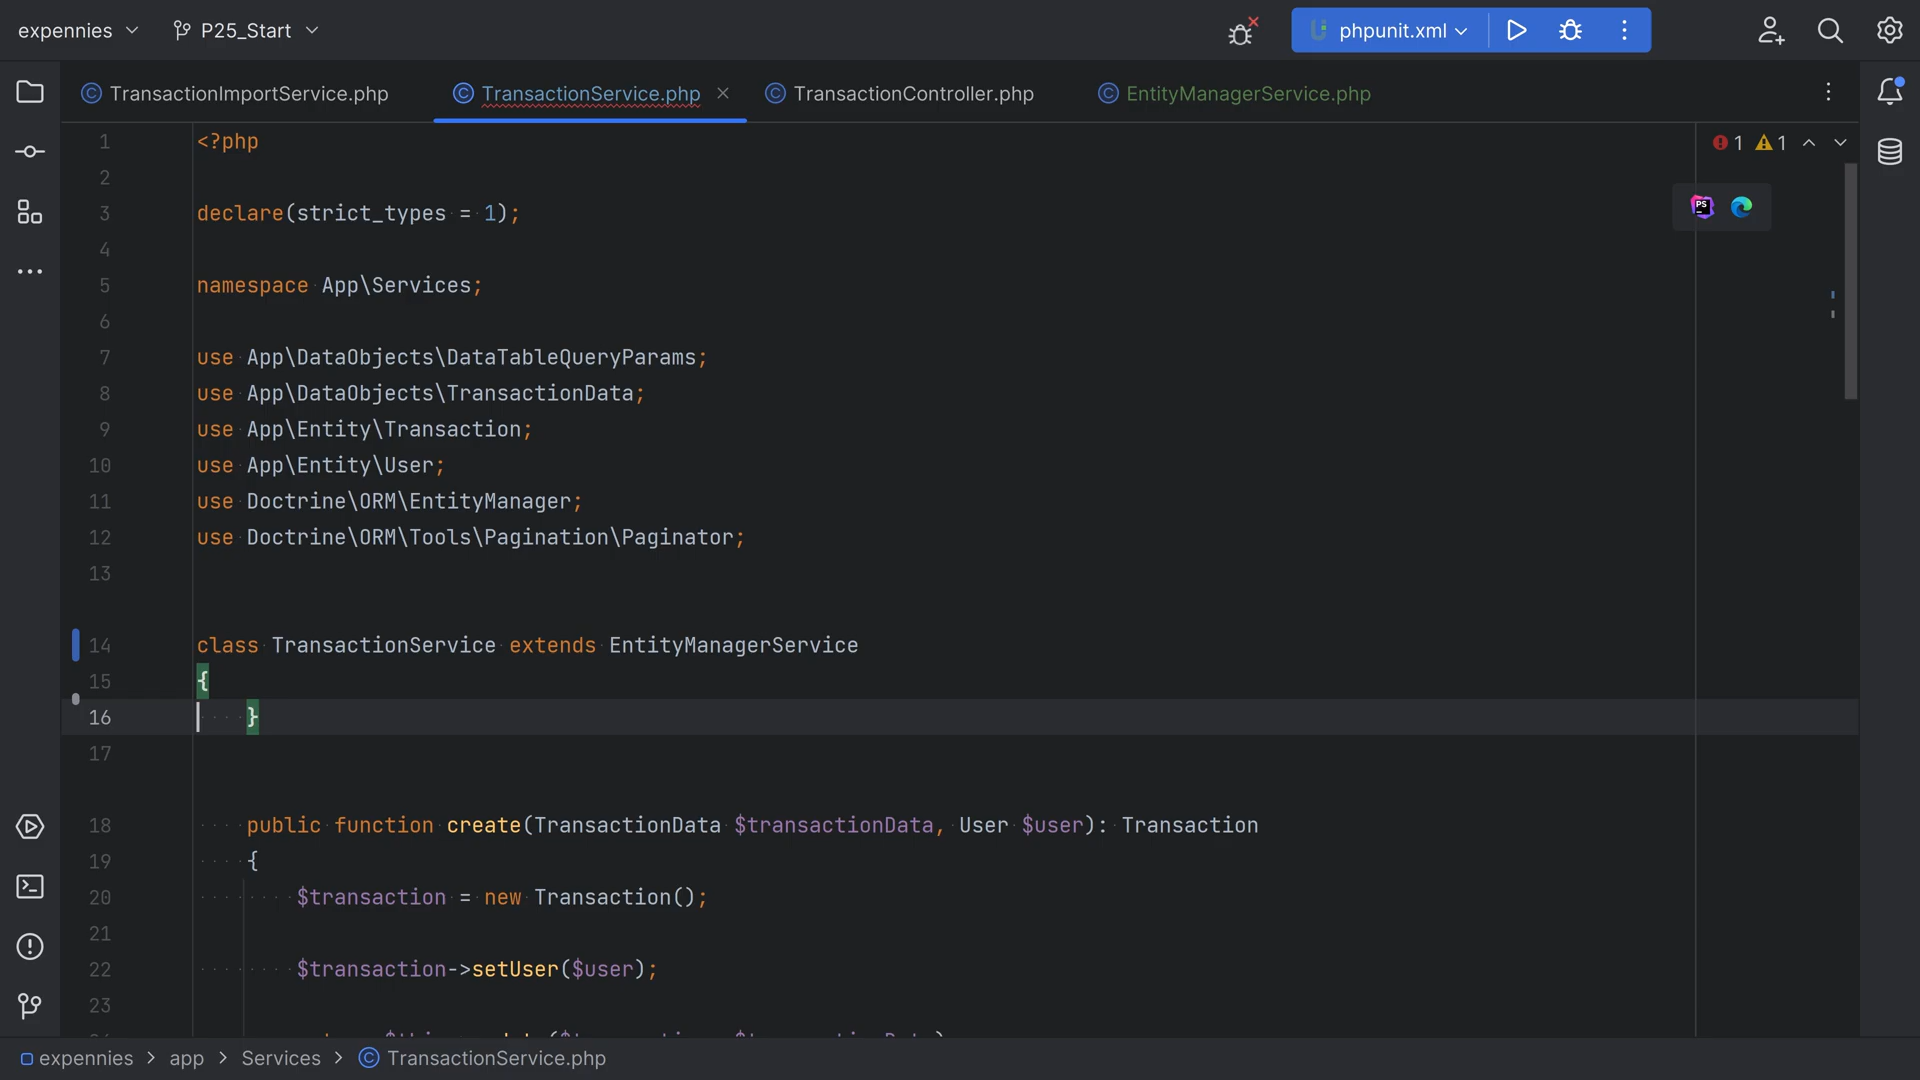 expennies P25_Start phpunit.xml
TransactionImportService.php TransactionService.php TransactionController.php EntityManagerService.php
1 <?php 1 1
2
3 declare(strict_types = 1);
4
5 namespace App\Services;
6
7 use App\DataObjects\DataTableQueryParams;
8 use App\DataObjects\TransactionData;
9 use App\Entity\Transaction;
10 use App\Entity\User;
11 use Doctrine\ORM\EntityManager;
12 use Doctrine\ORM\Tools\Pagination\Paginator;
13
14 class TransactionService extends EntityManagerService
15 {
16 }
17
18 public function create(TransactionData $transactionData, User $user): Transaction
19 {
20 $transaction = new Transaction();
21
22 $transaction->setUser($user);
23
expennies > app > Services > TransactionService.php